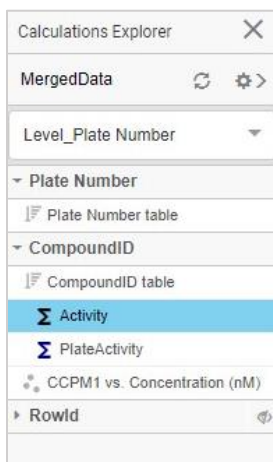 Calculations Explorer
MergedData
Level_Plate Number
Plate Number
Plate Number table
CompoundID
CompoundID table
Σ Activity
Σ PlateActivity
CCPM1 vs. Concentration (nM)
RowId